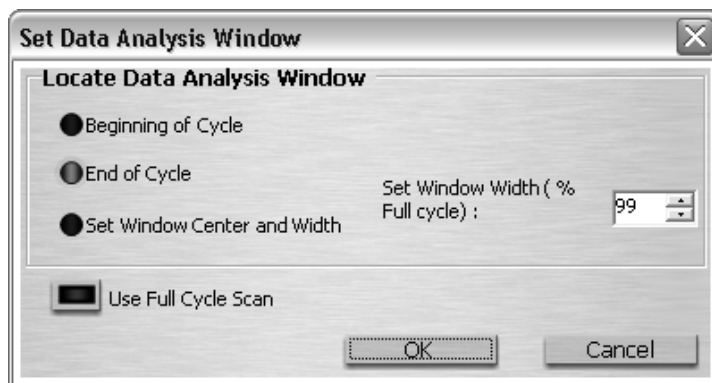 Set Data Analysis Window
Locate Data Analysis Window
Beginning of Cycle
End of Cycle
Set Window Center and Width
Set Window Width ( %
Full cycle) :
99
Use Full Cycle Scan
OK
Cancel